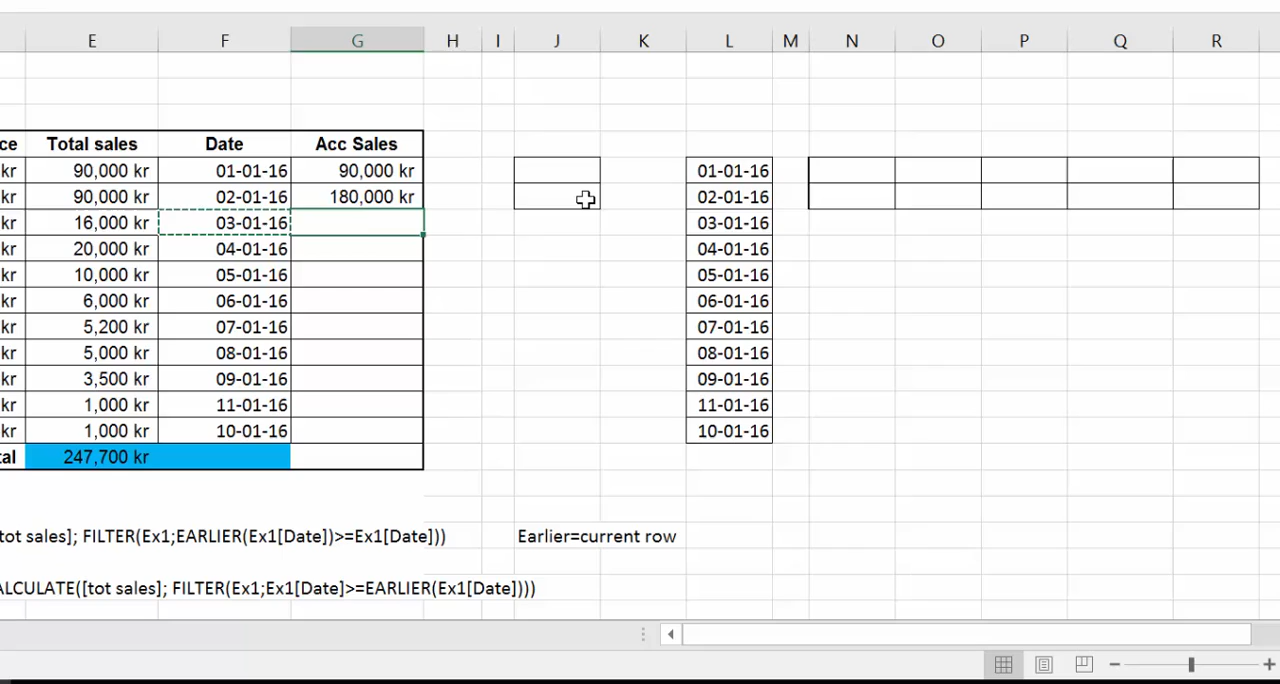 E F G H I J K L M N O P Q R
ce Total sales Date Acc Sales
kr 90,000 kr 01-01-16 90,000 kr 01-01-16
kr 90,000 kr 02-01-16 180,000 kr 02-01-16
kr 16,000 kr 03-01-16 03-01-16
kr 20,000 kr 04-01-16 04-01-16
kr 10,000 kr 05-01-16 05-01-16
kr 6,000 kr 06-01-16 06-01-16
kr 5,200 kr 07-01-16 07-01-16
kr 5,000 kr 08-01-16 08-01-16
kr 3,500 kr 09-01-16 09-01-16
kr 1,000 kr 11-01-16 11-01-16
kr 1,000 kr 10-01-16 10-01-16
tal 247,700 kr
tot sales]; FILTER(Ex1;EARLIER(Ex1[Date])>=Ex1[Date])) Earlier=current row
ALCULATE([tot sales]; FILTER(Ex1;Ex1[Date]>=EARLIER(Ex1[Date])))